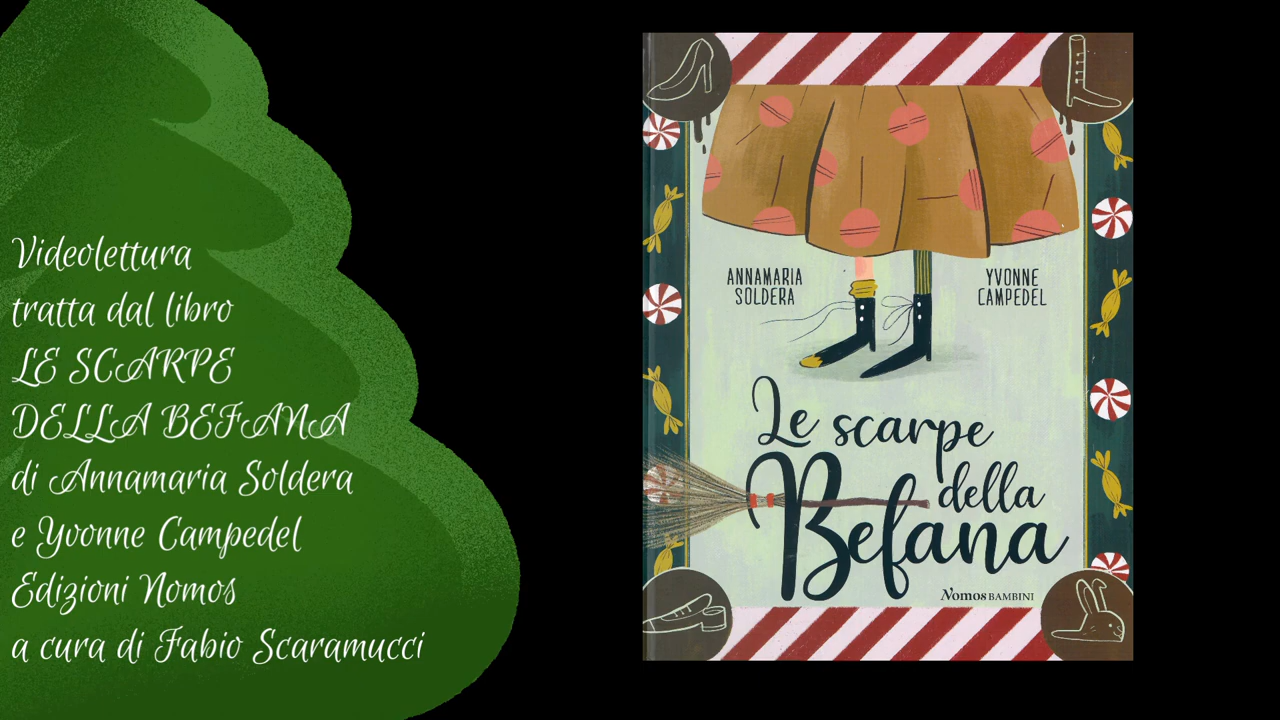 Videolettura
tratta dal libro
LE SCARPE
DELLA BEFANA
di Annamaria Soldera
e Yvonne Campedel
Edizioni Nomos
a cura di Fabio Scaramucci
ANNAMARIA
SOLDERA
YVONNE
CAMPEDEL
Le scarpe
della
Befana
Nomos BAMBINI